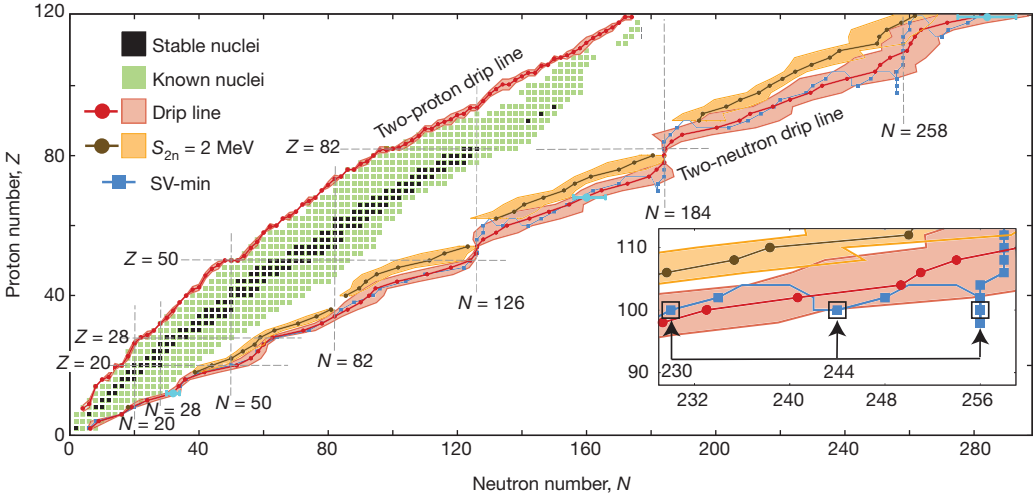 120
80
40
0
Proton number, Z
Stable nuclei
Known nuclei
Drip line
S2n = 2 MeV
SV-min
Two-proton drip line
Two-neutron drip line
Z = 82
Z = 50
Z = 28
Z = 20
N = 20
N = 28
N = 50
N = 82
N = 126
N = 184
N = 258
110
100
90
230
244
256
232
240
248
256
0
40
80
120
160
200
240
280
Neutron number, N